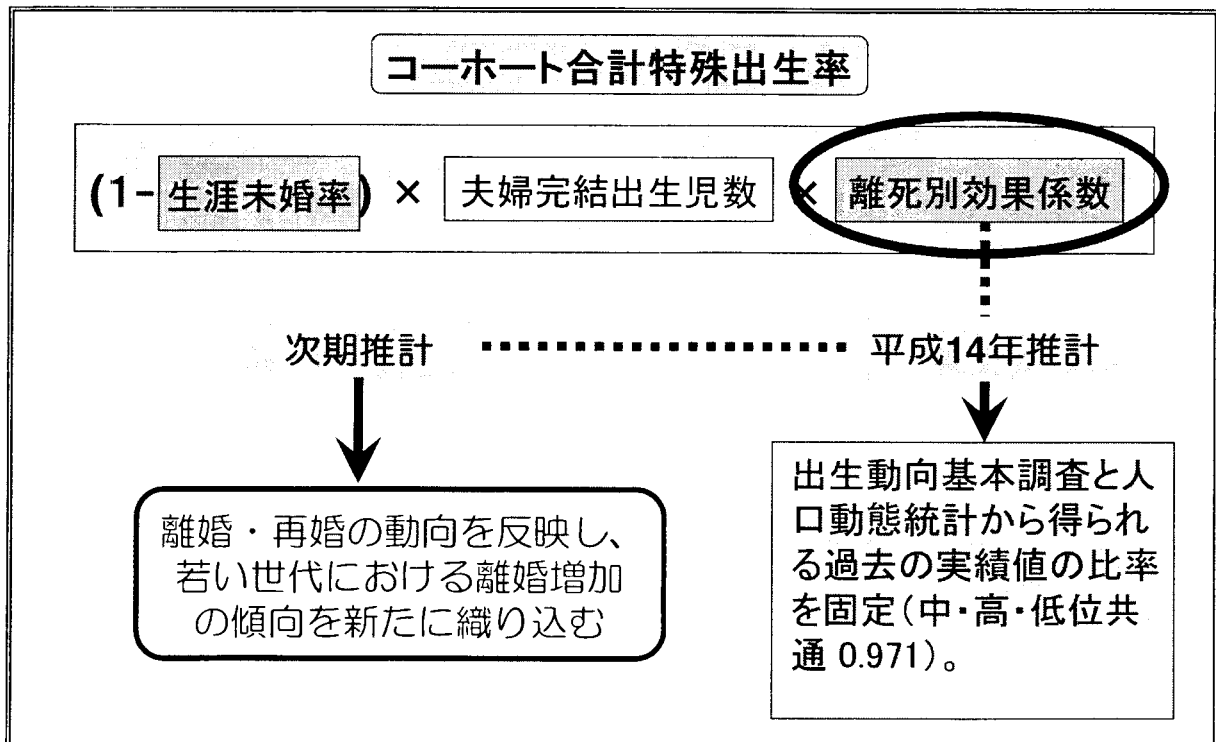 コーホート合計特殊出生率
(1-生涯未婚率) × 夫婦完結出生児数 × 離死別効果係数
次期推計 平成14年推計
離婚・再婚の動向を反映し、
若い世代における離婚増加
の傾向を新たに織り込む
出生動向基本調査と人
口動態統計から得られ
る過去の実績値の比率
を固定(中・高・低位共
通 0.971)。